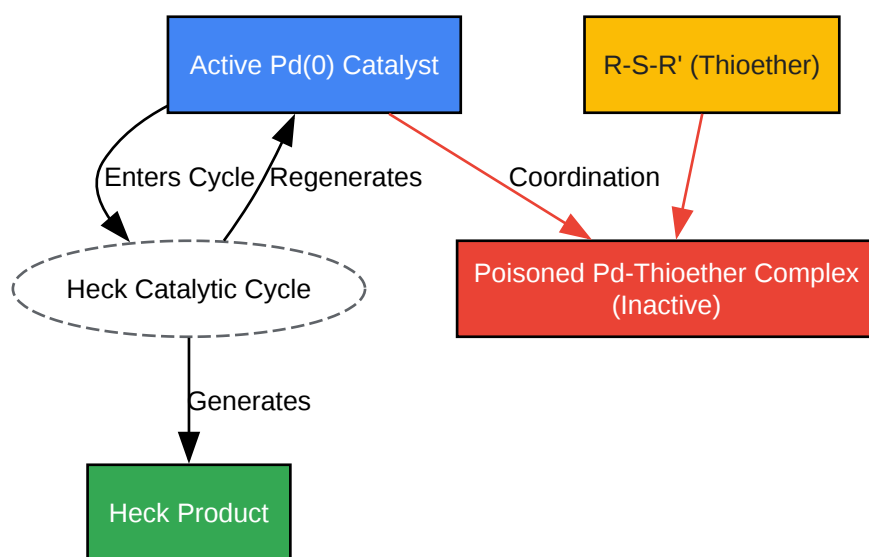 Active Pd(0) Catalyst
R-S-R' (Thioether)
Enters Cycle
Regenerates
Coordination
Heck Catalytic Cycle
Poisoned Pd-Thioether Complex
(Inactive)
Generates
Heck Product